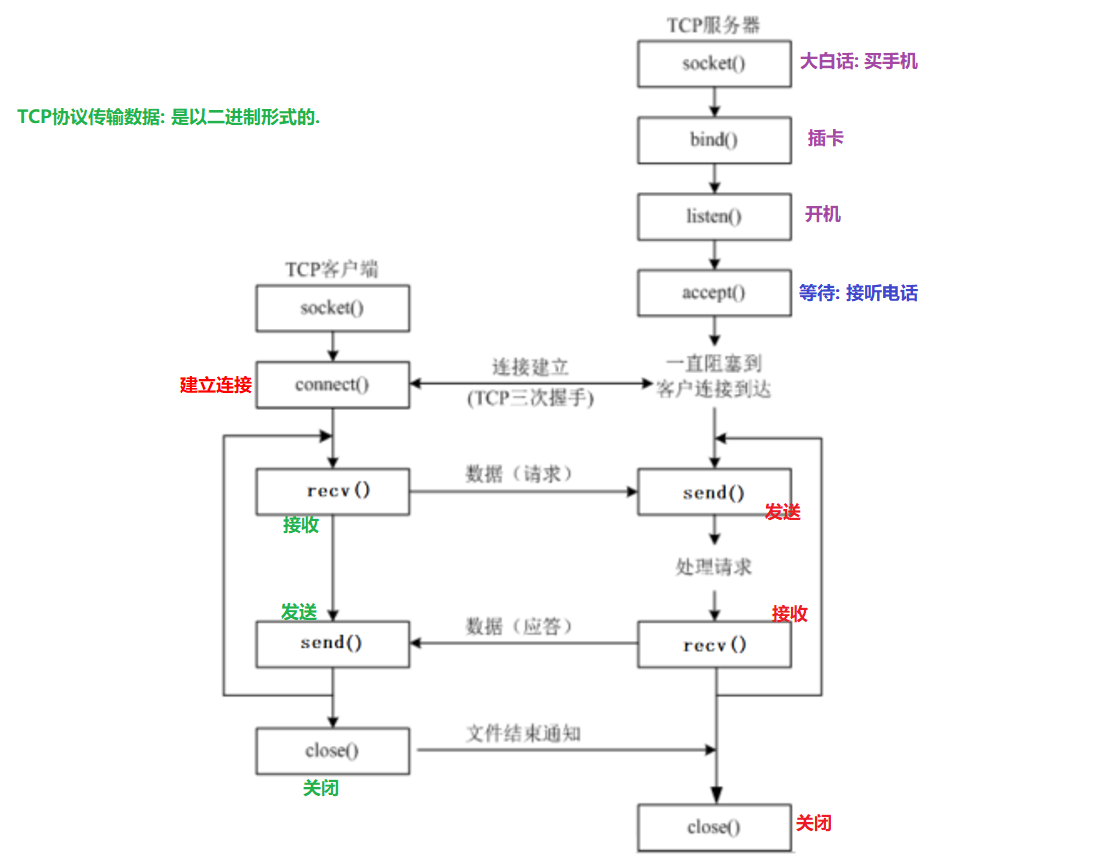 TCP服务器
socket()
大白话: 买手机
TCP协议传输数据: 是以二进制形式的.
bind()
插卡
listen()
开机
TCP客户端
accept()
等待: 接听电话
socket()
建立连接
connect()
连接建立
(TCP三次握手)
一直阻塞到
客户连接到达
recv()
接收
数据（请求）
send()
发送
处理请求
发送
send()
数据（应答）
接收
recv()
close()
关闭
文件结束通知
close()
关闭